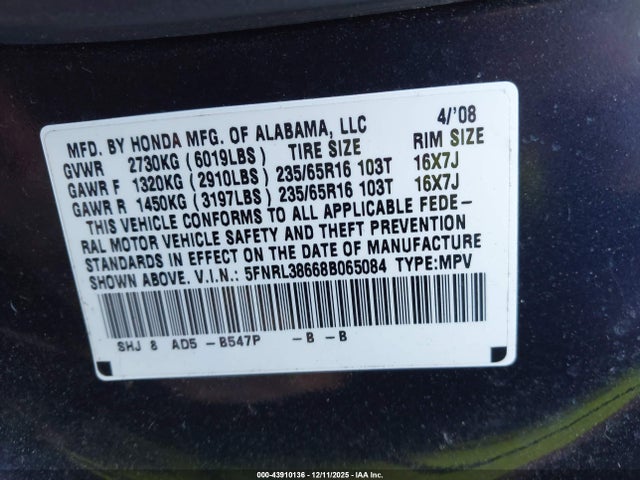 MFD. BY HONDA MFG. OF ALABAMA, LLC 4/'08
GVWR 2730KG (6019LBS) TIRE SIZE RIM SIZE
GAWR F 1320KG (2910LBS) 235/65R16 103T 16X7J
GAWR R 1450KG (3197LBS) 235/65R16 103T 16X7J
THIS VEHICLE CONFORMS TO ALL APPLICABLE FEDE-
RAL MOTOR VEHICLE SAFETY AND THEFT PREVENTION
STANDARDS IN EFFECT ON THE DATE OF MANUFACTURE
SHOWN ABOVE. V.I.N.: 5FNRL38668B065084 TYPE:MPV
SHJ 8 AD5 -B547P -B -B
000-43910136 - 12/11/2025 - IAA Inc.